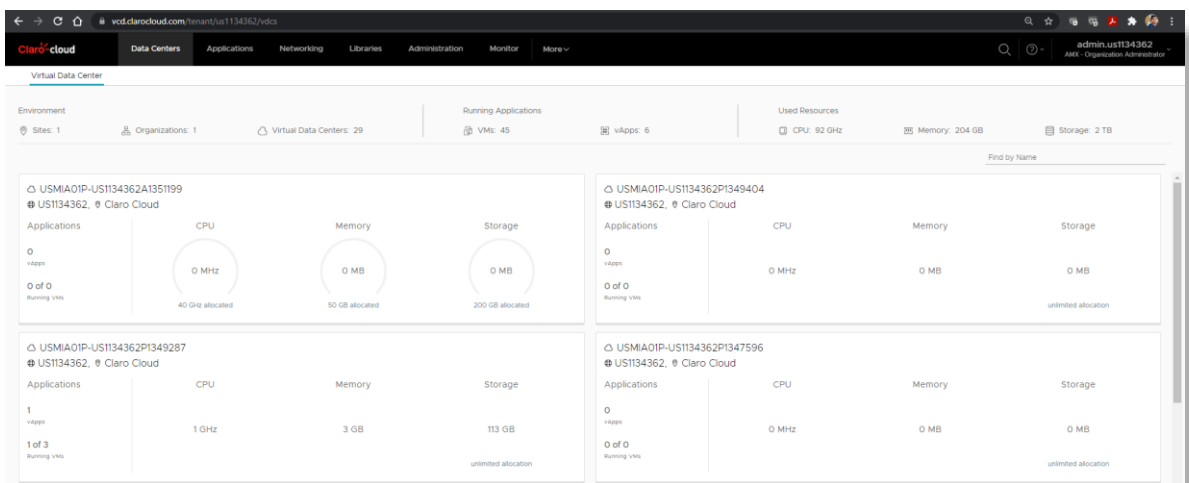 vcd.clarocloud.com/tenant/us1134362/vdcs
Claro-cloud Data Centers Applications Networking Libraries Administration Monitor More
admin.us1134362
AMX - Organization Administrator
Virtual Data Center
Environment Running Applications Used Resources
Sites: 1 Organizations: 1 Virtual Data Centers: 29 VMs: 45 vApps: 6 CPU: 92 GHz Memory: 204 GB Storage: 2 TB
Find by Name
USMIA01P-US1134362A1351199
US1134362, Claro Cloud
Applications CPU Memory Storage
0
vApps
0 MHz 0 MB 0 MB
0 of 0
Running VMs
40 GHz allocated 50 GB allocated 200 GB allocated
USMIA01P-US1134362P1349404
US1134362, Claro Cloud
Applications CPU Memory Storage
0
vApps
0 MHz 0 MB 0 MB
0 of 0
Running VMs
unlimited allocation
USMIA01P-US1134362P1349287
US1134362, Claro Cloud
Applications CPU Memory Storage
1
vApps
1 GHz 3 GB 113 GB
1 of 3
Running VMs
unlimited allocation
USMIA01P-US1134362P1347596
US1134362, Claro Cloud
Applications CPU Memory Storage
0
vApps
0 MHz 0 MB 0 MB
0 of 0
Running VMs
unlimited allocation